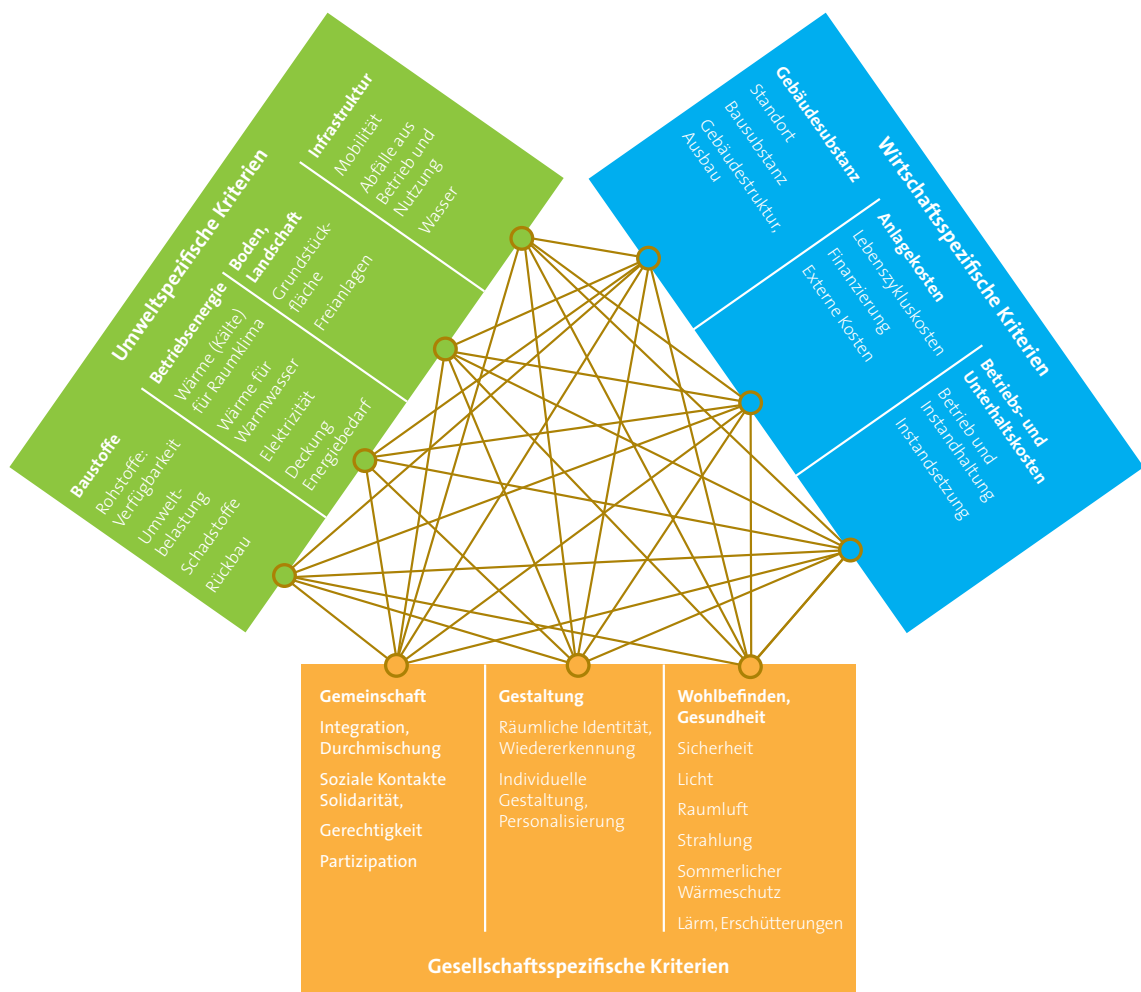 Umweltspezifische Kriterien
Infrastruktur
Mobilität
Abfälle aus
Betrieb und
Nutzung
Wasser
Boden,
Landschaft
Grundstück-
fläche
Freianlagen
Betriebsenergie
Wärme (Kälte)
für Raumklima
Wärme für
Warmwasser
Elektrizität
Deckung
Energiebedarf
Baustoffe
Rohstoffe:
Verfügbarkeit
Umwelt-
belastung
Schadstoffe
Rückbau
Wirtschaftsspezifische Kriterien
Gebäudesubstanz
Standort
Bausubstanz
Gebäudestruktur,
Ausbau
Anlagekosten
Lebenszykluskosten
Finanzierung
Externe Kosten
Betriebs- und
Unterhaltskosten
Betrieb und
Instandhaltung
Instandsetzung
Gemeinschaft
Integration,
Durchmischung
Soziale Kontakte
Solidarität,
Gerechtigkeit
Partizipation
Gestaltung
Räumliche Identität,
Wiedererkennung
Individuelle
Gestaltung,
Personalisierung
Wohlbefinden,
Gesundheit
Sicherheit
Licht
Raumluft
Strahlung
Sommerlicher
Wärmeschutz
Lärm, Erschütterungen
Gesellschaftsspezifische Kriterien